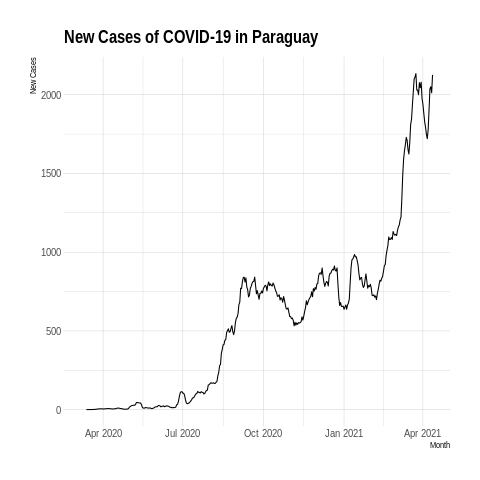 New Cases of COVID-19 in Paraguay
New Cases
2000
1500
1000
500
0
Apr 2020 Jul 2020 Oct 2020 Jan 2021 Apr 2021
Month